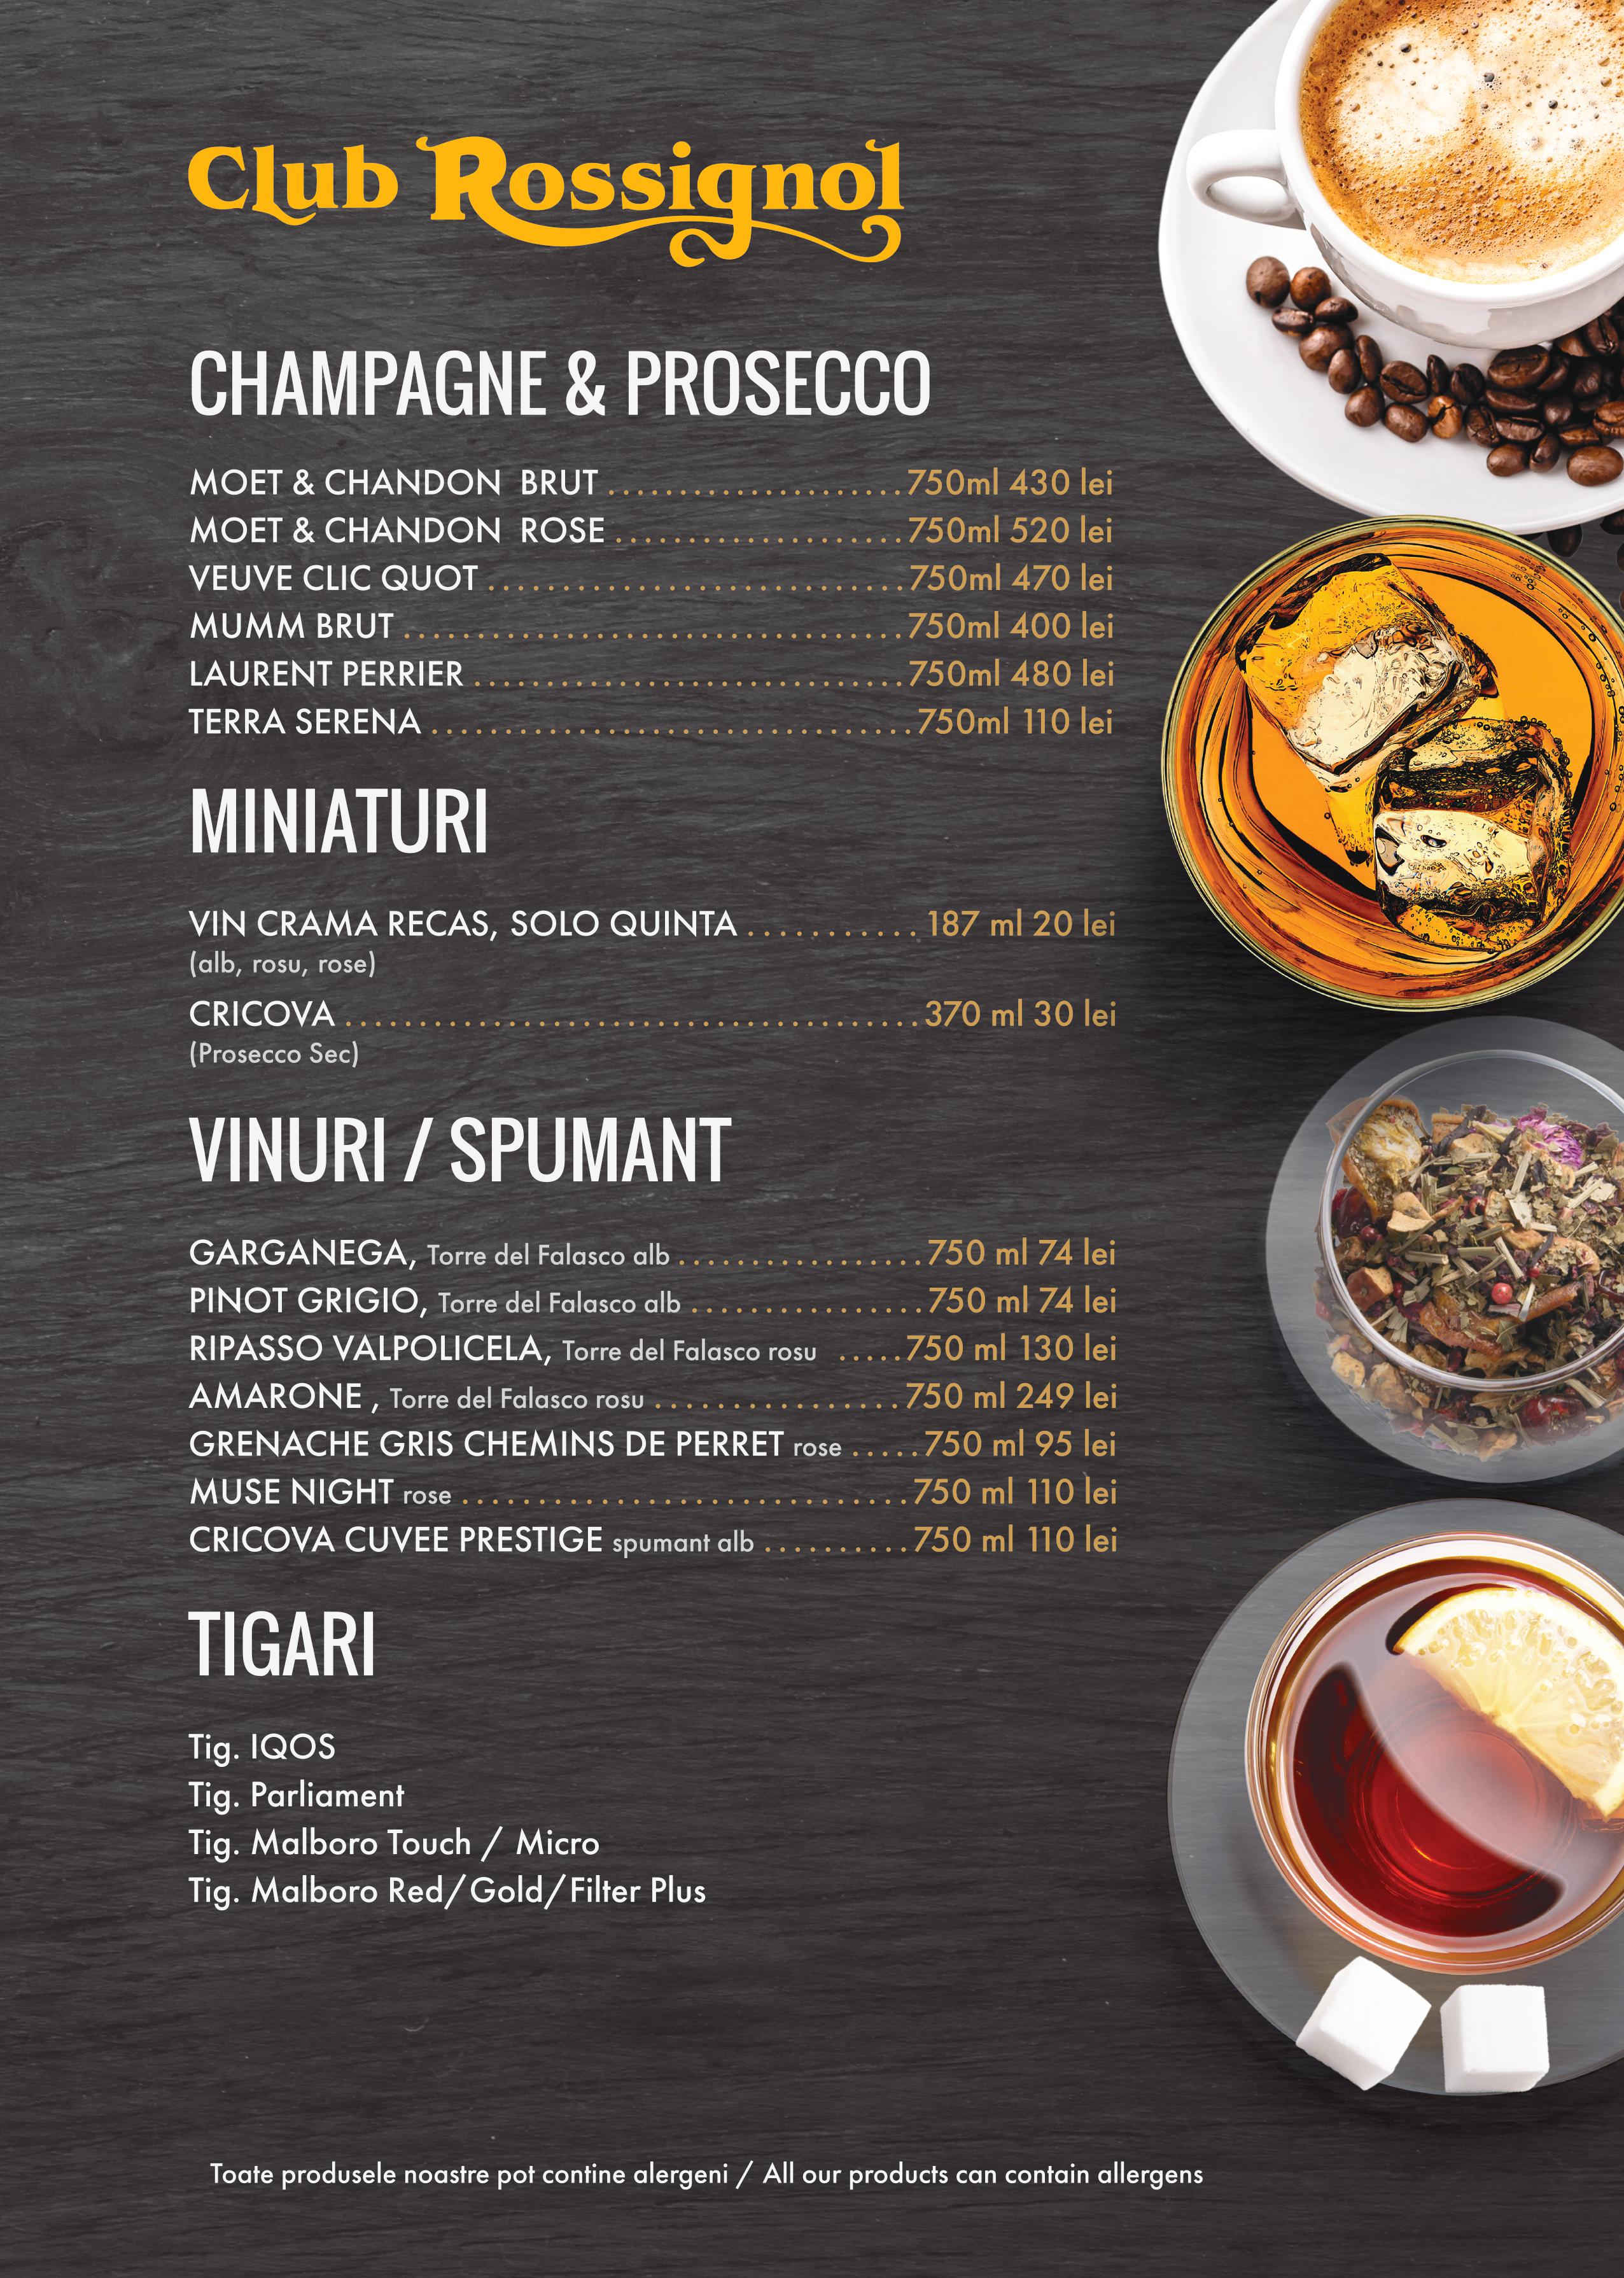 Club Rossignol
CHAMPAGNE & PROSECCO
MOET & CHANDON BRUT ..................... 750ml 430 lei
MOET & CHANDON ROSE .................... 750ml 520 lei
VEUVE CLIC QUOT ............................. 750ml 470 lei
MUMM BRUT ................................... 750ml 400 lei
LAURENT PERRIER .............................. 750ml 480 lei
TERRA SERENA ................................. 750ml 110 lei
MINIATURI
VIN CRAMA RECAS, SOLO QUINTA ............ 187 ml 20 lei
(alb, rosu, rose)
CRICOVA ........................................ 370 ml 30 lei
(Prosecco Sec)
VINURI / SPUMANT
GARGANEGA, Torre del Falasco alb ................. 750 ml 74 lei
PINOT GRIGIO, Torre del Falasco alb ................ 750 ml 74 lei
RIPASSO VALPOLICELA, Torre del Falasco rosu ..... 750 ml 130 lei
AMARONE , Torre del Falasco rosu ................. 750 ml 249 lei
GRENACHE GRIS CHEMINS DE PERRET rose ..... 750 ml 95 lei
MUSE NIGHT rose ............................... 750 ml 110 lei
CRICOVA CUVEE PRESTIGE spumant alb .......... 750 ml 110 lei
TIGARI
Tig. IQOS
Tig. Parliament
Tig. Malboro Touch / Micro
Tig. Malboro Red/Gold/Filter Plus
Toate produsele noastre pot contine alergeni / All our products can contain allergens